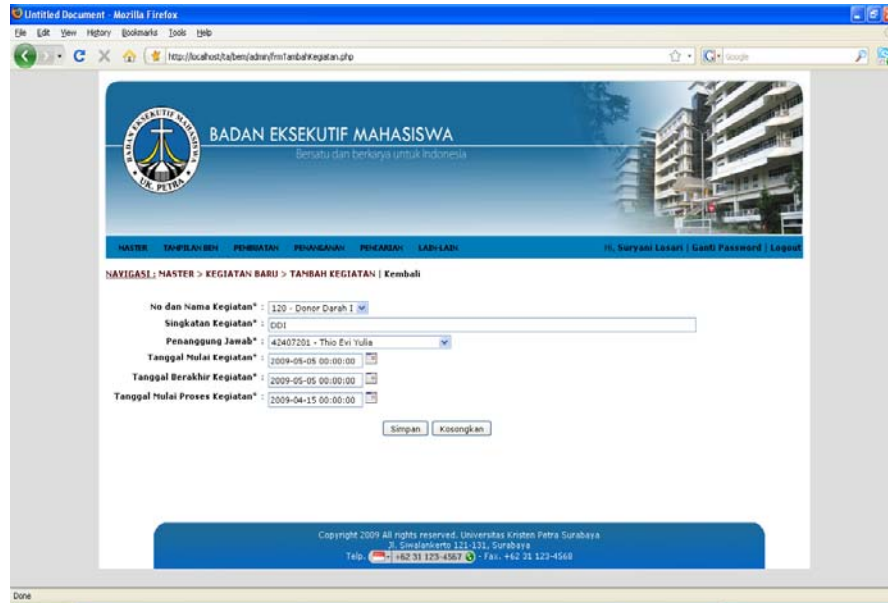 Untitled Document - Mozilla Firefox
File Edit View History Bookmarks Tools Help
http://localhost/ta/bem/admin/frmTambahKegiatan.php
Google
BADAN EKSEKUTIF MAHASISWA
UK. PETRA
BADAN EKSEKUTIF MAHASISWA
Bersatu dan berkarya untuk Indonesia
MASTER TAMPILAN BEM PEMBUATAN PENANGANAN PENCARIAN LAIN-LAIN
Hi, Suryani Losari | Ganti Password | Logout
NAVIGASI : MASTER > KEGIATAN BARU > TAMBAH KEGIATAN | Kembali
No dan Nama Kegiatan* : 120 - Donor Darah I
Singkatan Kegiatan* : DDI
Penanggung Jawab* : 42407201 - Thio Evi Yulia
Tanggal Mulai Kegiatan* : 2009-05-05 00:00:00
Tanggal Berakhir Kegiatan* : 2009-05-05 00:00:00
Tanggal Mulai Proses Kegiatan* : 2009-04-15 00:00:00
Simpan Kosongkan
Copyright 2009 All rights reserved. Universitas Kristen Petra Surabaya
Jl. Siwalankerto 121-131, Surabaya
Telp. +62 31 123-4567 - Fax. +62 31 123-4568
Done